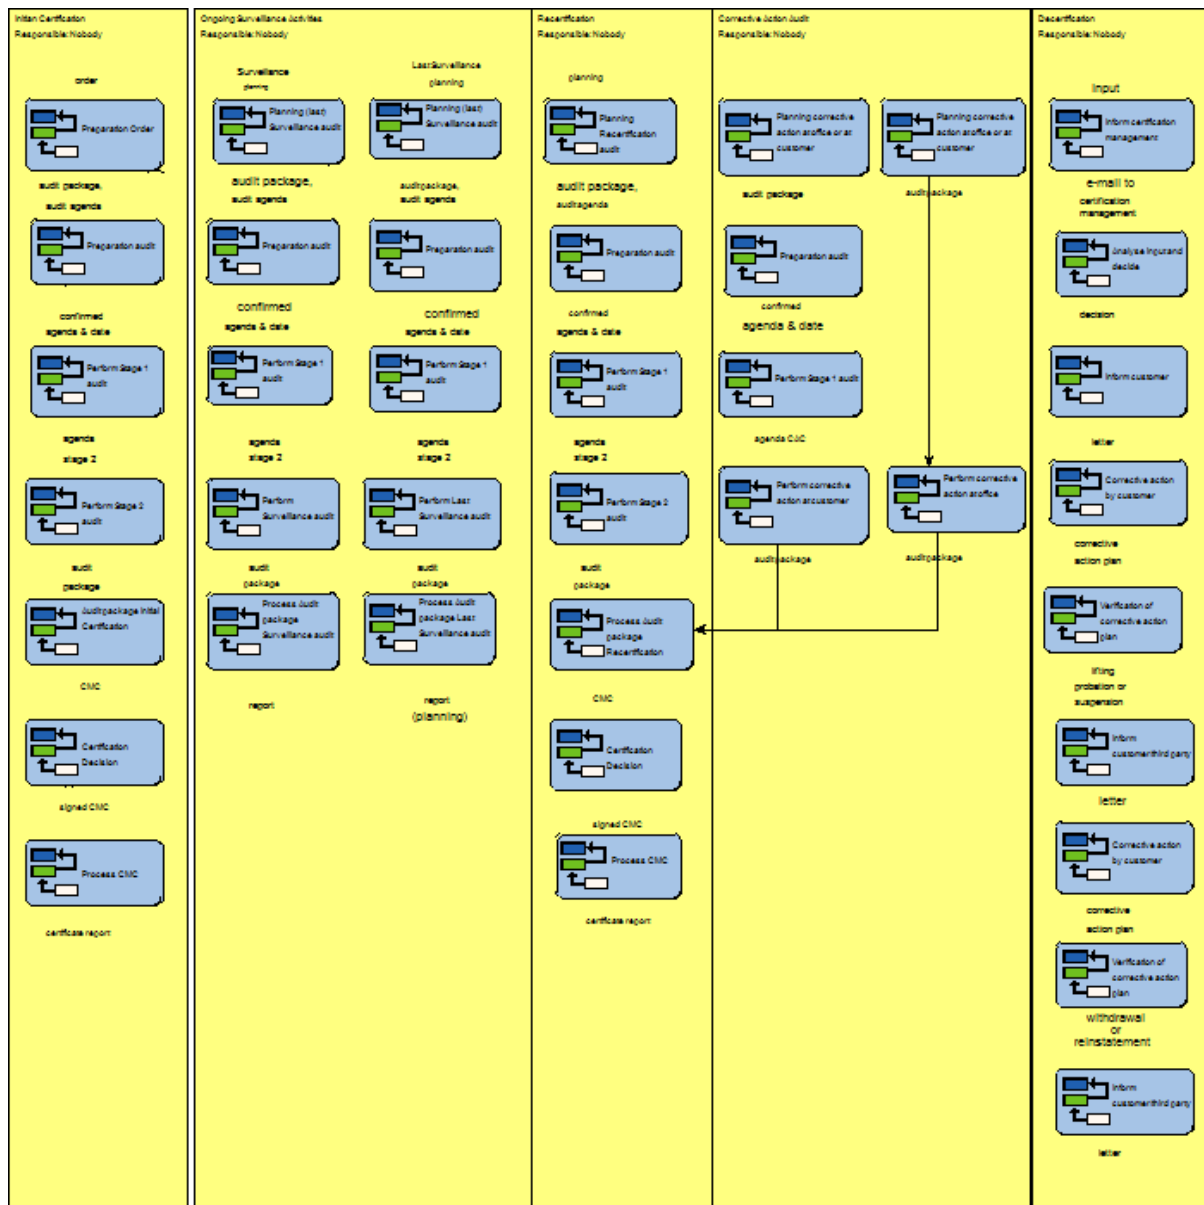 Initian Certification
Responsible: Nobody
order
Preparation Order
audit package,
audit agenda
Preparation audit
confirmed
agenda & date
Perform Stage 1
audit
agenda
stage 2
Perform Stage 2
audit
audit
package
Audit package Initial
Certification
CMC
Certification
Decision
signed CMC
Process CMC
certificate report
Ongoing Surveillance Activities
Responsible: Nobody
Surveillance
planning
Planning (last)
Surveillance audit
audit package,
audit agenda
Preparation audit
confirmed
agenda & date
Perform Stage 1
audit
agenda
stage 2
Perform
Surveillance audit
audit
package
Process Audit
package
Surveillance audit
report
Last Surveillance
planning
Planning (last)
Surveillance audit
audit package,
audit agenda
Preparation audit
confirmed
agenda & date
Perform Stage 1
audit
agenda
stage 2
Perform Last
Surveillance audit
audit
package
Process Audit
package Last
Surveillance audit
report
(planning)
Recertification
Responsible: Nobody
planning
Planning
Recertification
audit
audit package,
audit agenda
Preparation audit
confirmed
agenda & date
Perform Stage 1
audit
agenda
stage 2
Perform Stage 2
audit
audit
package
Process Audit
package
Recertification
CMC
Certification
Decision
signed CMC
Process CMC
certificate report
Corrective Action Audit
Responsible: Nobody
Planning corrective
action at office or at
customer
audit package
Preparation audit
confirmed
agenda & date
Perform Stage 1 audit
agenda CAC
Perform corrective
action at customer
audit package
Planning corrective
action at office or at
customer
audit package
Perform corrective
action at office
audit package
Decertification
Responsible: Nobody
input
Inform certification
management
e-mail to
certification
management
Analyse input and
decide
decision
Inform customer
letter
Corrective action
by customer
corrective
action plan
Verification of
corrective action
plan
lifting
probation or
suspension
Inform
customer third party
letter
Corrective action
by customer
corrective
action plan
Verification of
corrective action
plan
withdrawal
or
reinstatement
Inform
customer third party
letter